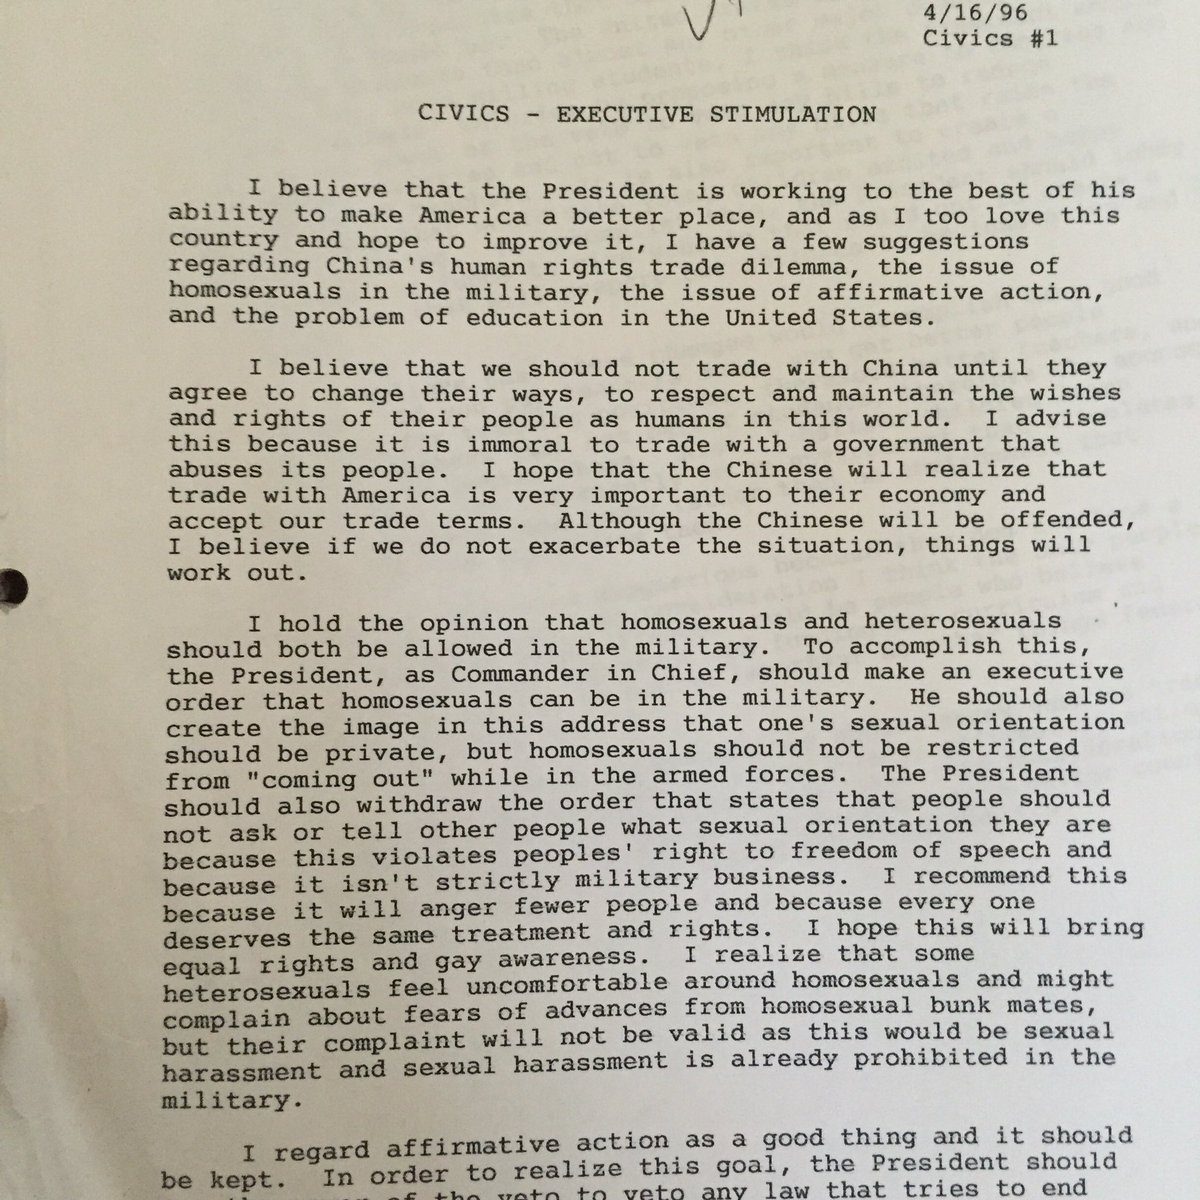 4/16/96
Civics #1
CIVICS - EXECUTIVE STIMULATION
I believe that the President is working to the best of his
ability to make America a better place, and as I too love this
country and hope to improve it, I have a few suggestions
regarding China's human rights trade dilemma, the issue of
homosexuals in the military, the issue of affirmative action,
and the problem of education in the United States.
I believe that we should not trade with China until they
agree to change their ways, to respect and maintain the wishes
and rights of their people as humans in this world.  I advise
this because it is immoral to trade with a government that
abuses its people.  I hope that the Chinese will realize that
trade with America is very important to their economy and
accept our trade terms.  Although the Chinese will be offended,
I believe if we do not exacerbate the situation, things will
work out.
I hold the opinion that homosexuals and heterosexuals
should both be allowed in the military.  To accomplish this,
the President, as Commander in Chief, should make an executive
order that homosexuals can be in the military.  He should also
create the image in this address that one's sexual orientation
should be private, but homosexuals should not be restricted
from "coming out" while in the armed forces.  The President
should also withdraw the order that states that people should
not ask or tell other people what sexual orientation they are
because this violates peoples' right to freedom of speech and
because it isn't strictly military business.  I recommend this
because it will anger fewer people and because every one
deserves the same treatment and rights.  I hope this will bring
equal rights and gay awareness.  I realize that some
heterosexuals feel uncomfortable around homosexuals and might
complain about fears of advances from homosexual bunk mates,
but their complaint will not be valid as this would be sexual
harassment and sexual harassment is already prohibited in the
military.
I regard affirmative action as a good thing and it should
be kept.  In order to realize this goal, the President should
of the veto to veto any law that tries to end